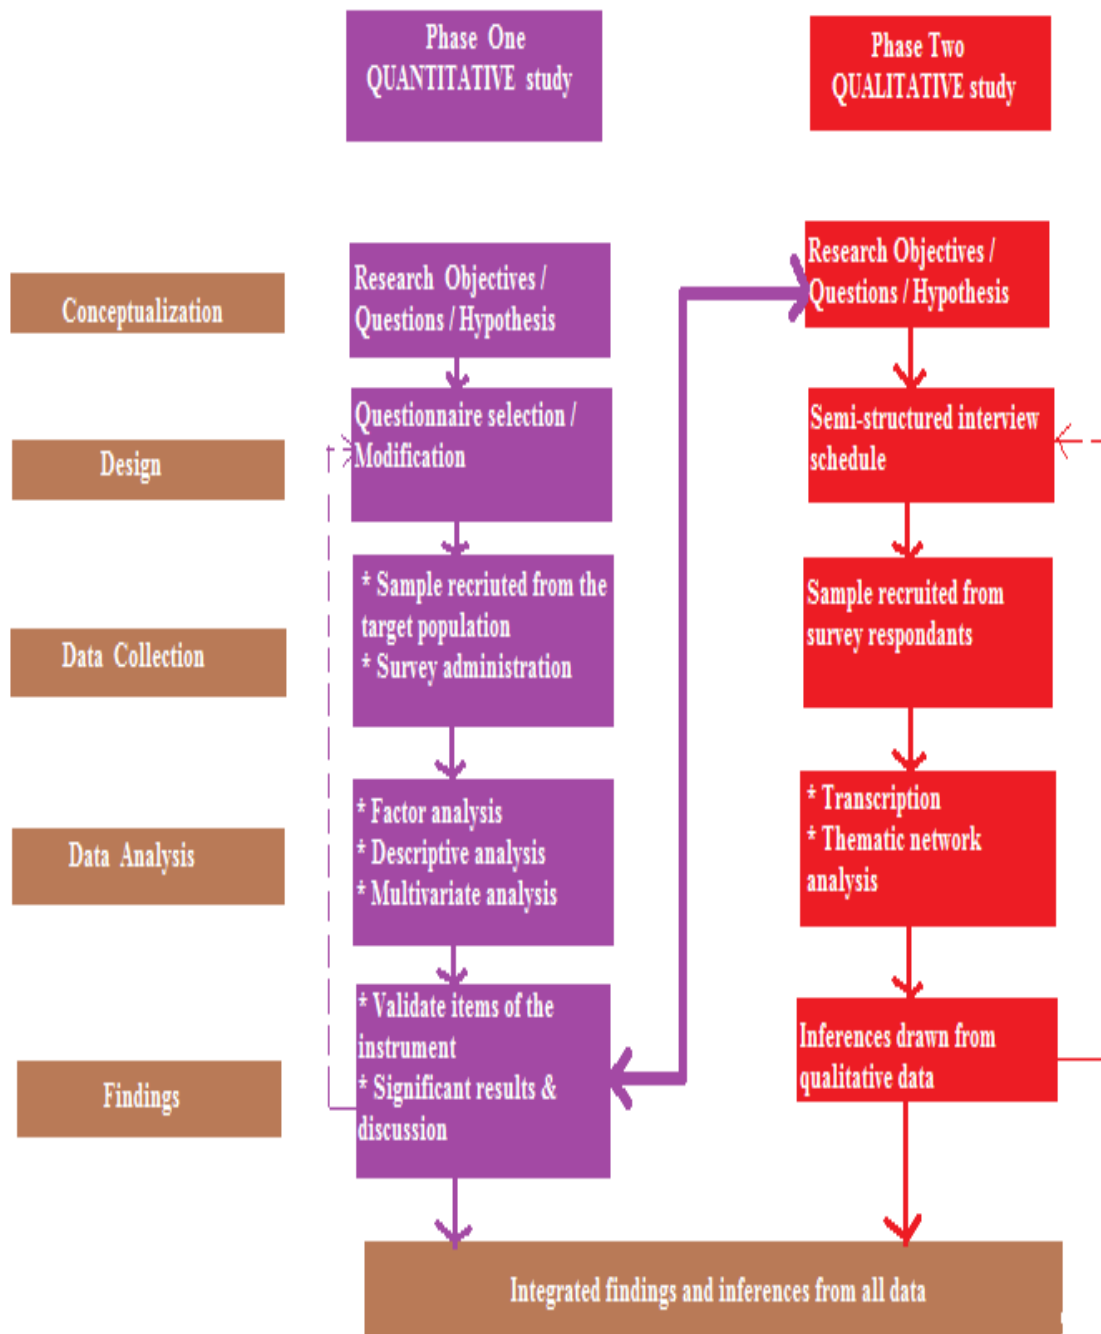 Phase One
QUANTITATIVE study
Phase Two
QUALITATIVE study
Conceptualization
Research Objectives /
Questions / Hypothesis
Research Objectives /
Questions / Hypothesis
Design
Questionnaire selection /
Modification
Semi-structured interview
schedule
Data Collection
* Sample recriuted from the
target population
* Survey administration
Sample recruited from
survey respondants
Data Analysis
* Factor analysis
* Descriptive analysis
* Multivariate analysis
* Transcription
* Thematic network
analysis
Findings
* Validate items of the
instrument
* Significant results &
discussion
Inferences drawn from
qualitative data
Integrated findings and inferences from all data